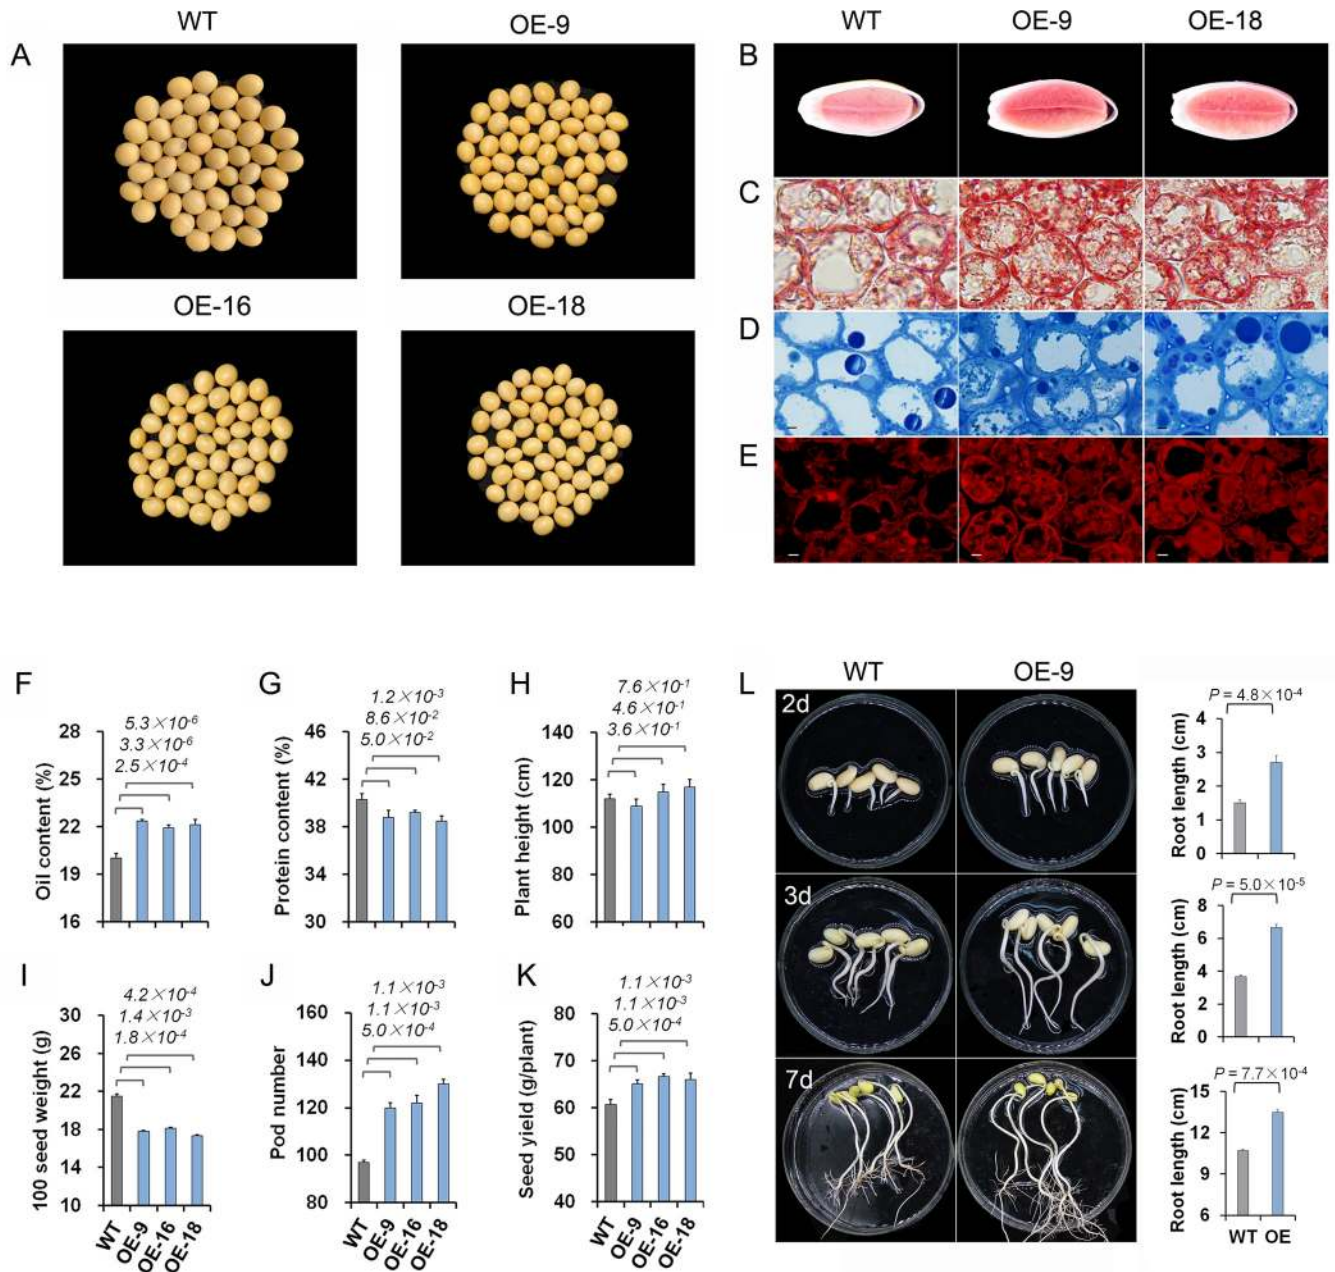 WT
OE-9
A
OE-16
OE-18
WT
OE-9
OE-18
B
C
D
E
F
5.3×10-6
3.3×10-6
2.5×10-4
Oil content (%)
28
25
22
19
16
G
1.2×10-3
8.6×10-2
5.0×10-2
Protein content (%)
46
42
38
34
30
H
7.6×10-1
4.6×10-1
3.6×10-1
Plant height (cm)
140
120
100
80
60
I
4.2×10-4
1.4×10-3
1.8×10-4
100 seed weight (g)
30
26
22
18
14
10
WT
OE-9
OE-16
OE-18
J
1.1×10-3
1.1×10-3
5.0×10-4
Pod number
160
140
120
100
80
WT
OE-9
OE-16
OE-18
K
1.1×10-3
1.1×10-3
5.0×10-4
Seed yield (g/plant)
80
70
60
50
40
WT
OE-9
OE-16
OE-18
L
WT
OE-9
2d
3d
7d
P = 4.8×10-4
Root length (cm)
4
3
2
1
0
P = 5.0×10-5
Root length (cm)
8
6
4
2
0
P = 7.7×10-4
Root length (cm)
15
12
9
6
WT
OE